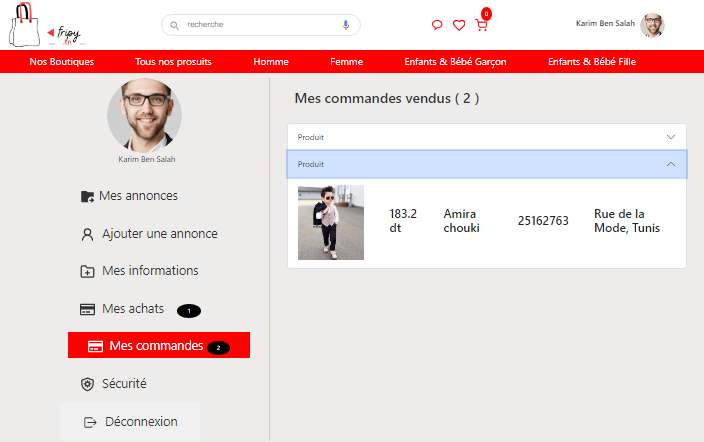 fripy
.tn
recherche
0
Karim Ben Salah
Nos Boutiques Tous nos prosuits Homme Femme Enfants & Bébé Garçon Enfants & Bébé Fille
Karim Ben Salah
Mes annonces
Ajouter une annonce
Mes informations
Mes achats 1
Mes commandes 2
Sécurité
Déconnexion
Mes commandes vendus ( 2 )
Produit
Produit
183.2
dt
Amira
chouki
25162763
Rue de la
Mode, Tunis